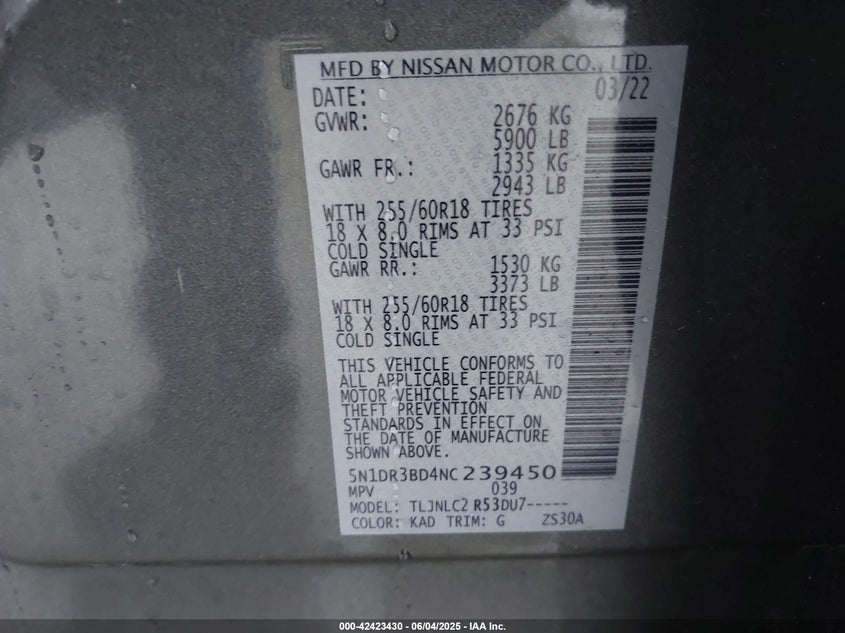 MFD BY NISSAN MOTOR CO., LTD.
DATE: 03/22
GVWR: 2676 KG
5900 LB
GAWR FR.: 1335 KG
2943 LB
WITH 255/60R18 TIRES
18 X 8.0 RIMS AT 33 PSI
COLD SINGLE
GAWR RR.: 1530 KG
3373 LB
WITH 255/60R18 TIRES
18 X 8.0 RIMS AT 33 PSI
COLD SINGLE
THIS VEHICLE CONFORMS TO
ALL APPLICABLE FEDERAL
MOTOR VEHICLE SAFETY AND
THEFT PREVENTION
STANDARDS IN EFFECT ON
THE DATE OF MANUFACTURE
SHOWN ABOVE.
5N1DR3BD4NC239450
MPV 039
MODEL: TLJNLC2 R53DU7-----
COLOR: KAD TRIM: G ZS30A
000-42423430 - 06/04/2025 - IAA Inc.